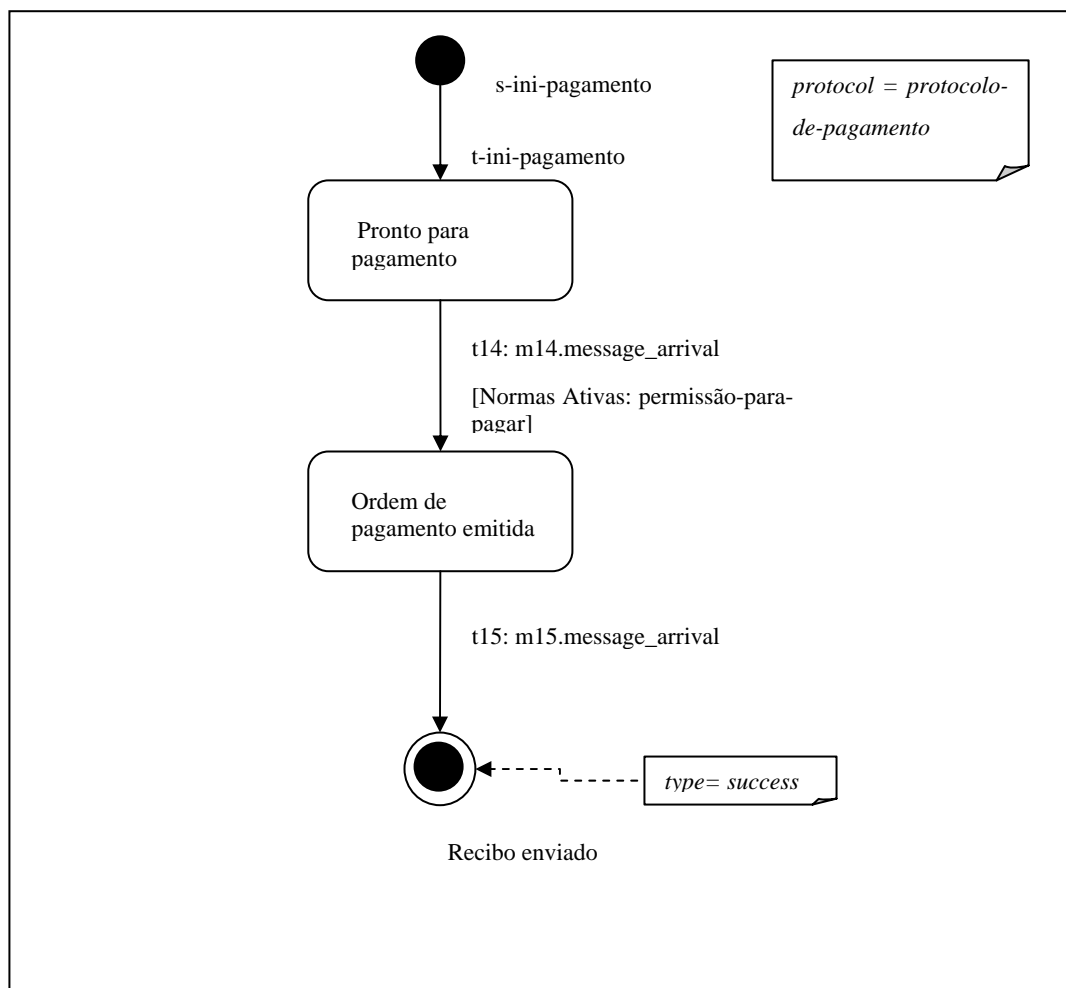 s-ini-pagamento
protocol = protocolo-
de-pagamento
t-ini-pagamento
Pronto para
pagamento
t14: m14.message_arrival
[Normas Ativas: permissão-para-
pagar]
Ordem de
pagamento emitida
t15: m15.message_arrival
type= success
Recibo enviado